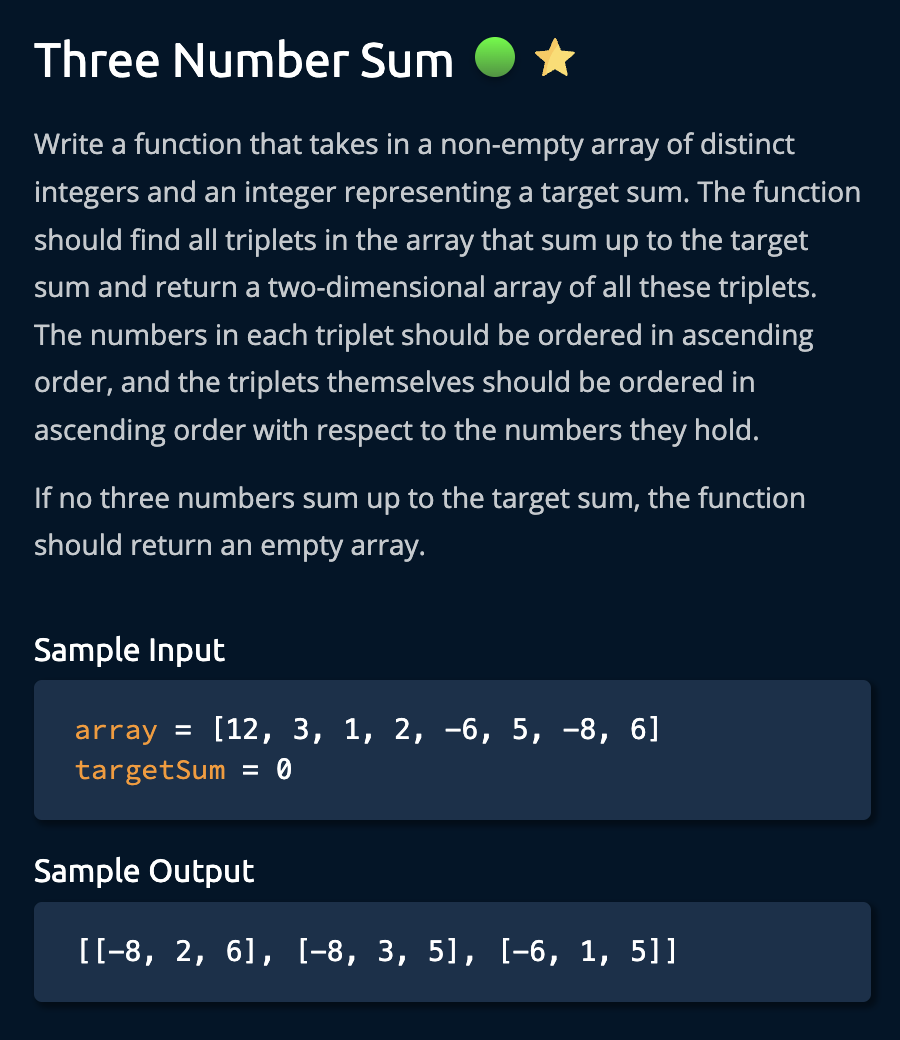 Three Number Sum
Write a function that takes in a non-empty array of distinct
integers and an integer representing a target sum. The function
should find all triplets in the array that sum up to the target
sum and return a two-dimensional array of all these triplets.
The numbers in each triplet should be ordered in ascending
order, and the triplets themselves should be ordered in
ascending order with respect to the numbers they hold.
If no three numbers sum up to the target sum, the function
should return an empty array.
Sample Input
array = [12, 3, 1, 2, -6, 5, -8, 6]
targetSum = 0
Sample Output
[[-8, 2, 6], [-8, 3, 5], [-6, 1, 5]]